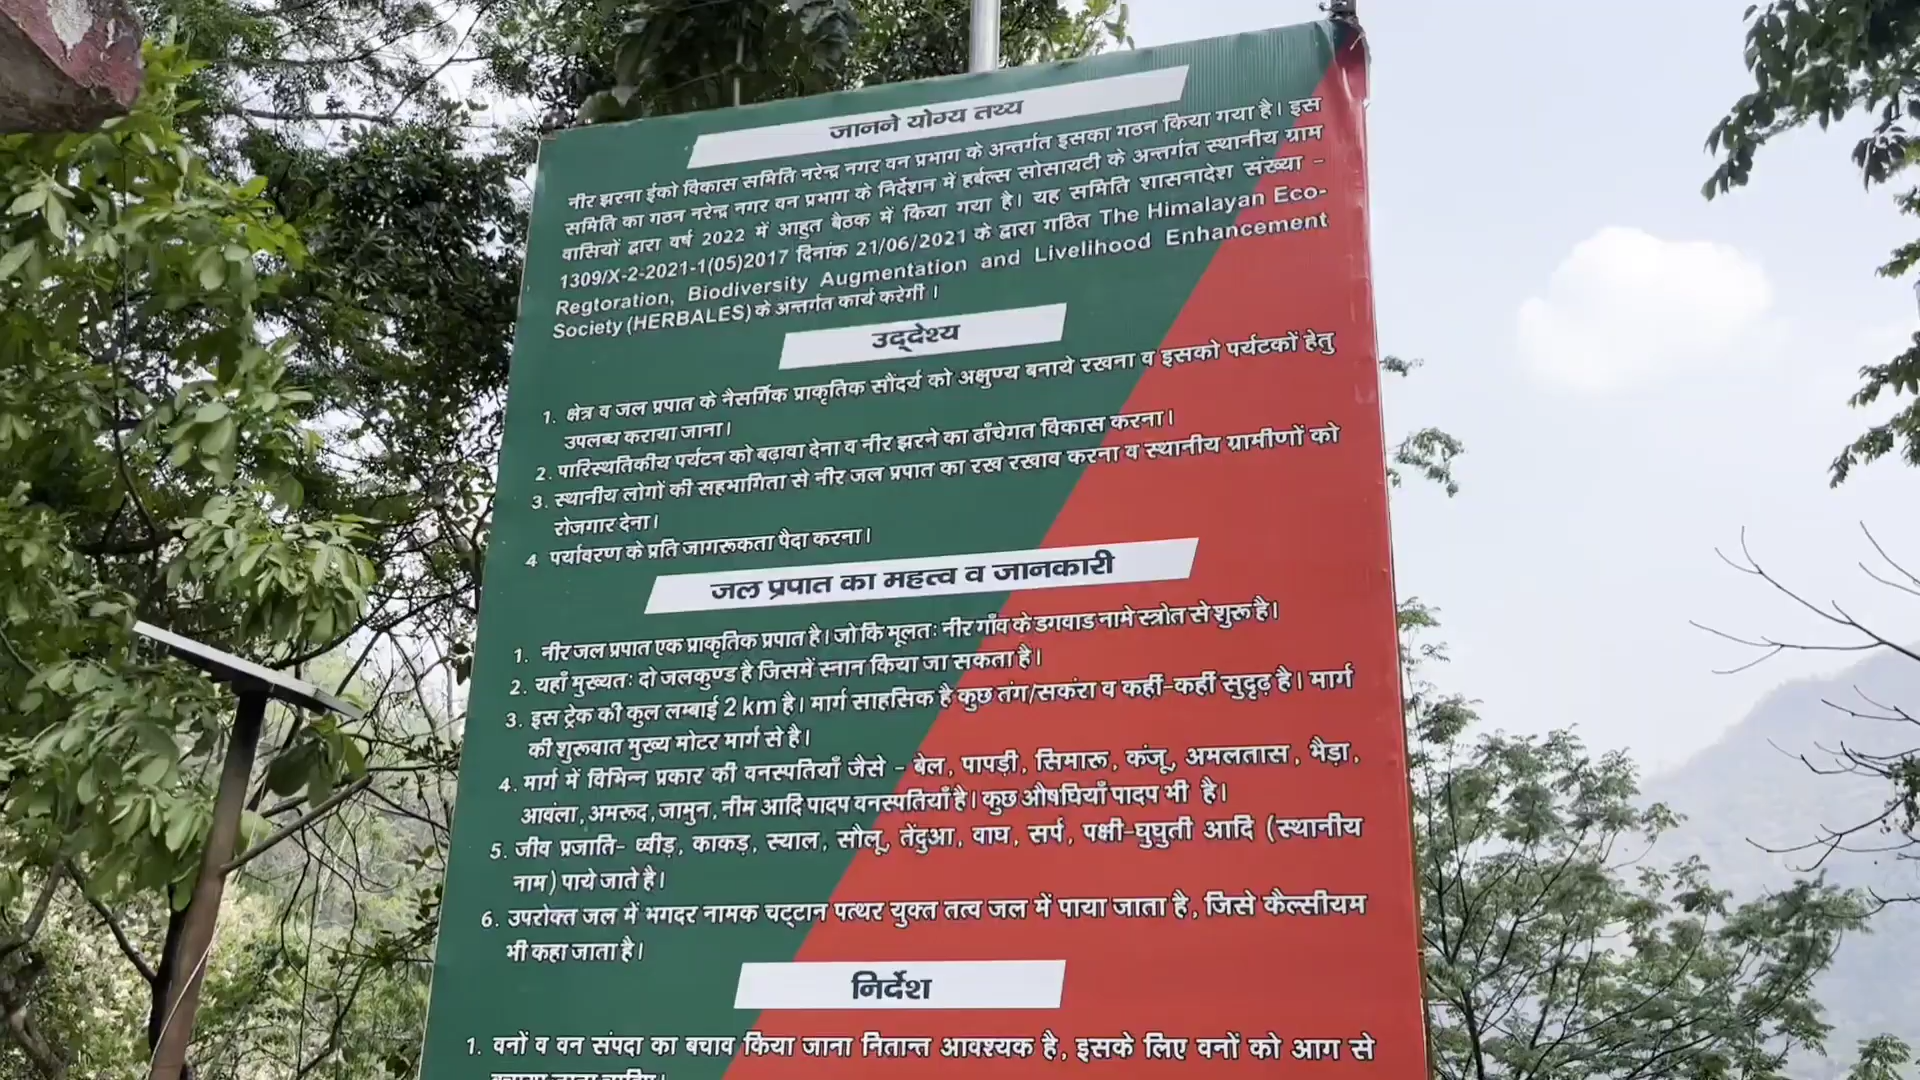 जानने योग्य तथ्य
नीर झरना ईको विकास समिति नरेन्द्र नगर वन प्रभाग के अन्तर्गत इसका गठन किया गया है। इस
समिति का गठन नरेन्द्र नगर वन प्रभाग के निर्देशन में हर्बल्स सोसायटी के अन्तर्गत स्थानीय ग्राम
वासियों द्वारा वर्ष 2022 में आहुत बैठक में किया गया है। यह समिति शासनादेश संख्या -
1309/X-2-2021-1(05)2017 दिनांक 21/06/2021 के द्वारा गठित The Himalayan Eco-
Regtoration, Biodiversity Augmentation and Livelihood Enhancement
Society (HERBALES) के अन्तर्गत कार्य करेगी ।
उद्देश्य
1. क्षेत्र व जल प्रपात के नैसर्गिक प्राकृतिक सौंदर्य को अक्षुण्य बनाये रखना व इसको पर्यटकों हेतु
उपलब्ध कराया जाना।
2. पारिस्थतिकीय पर्यटन को बढ़ावा देना व नीर झरने का ढाँचेगत विकास करना।
3. स्थानीय लोगों की सहभागिता से नीर जल प्रपात का रख रखाव करना व स्थानीय ग्रामीणों को
रोजगार देना।
4 पर्यावरण के प्रति जागरूकता पैदा करना।
जल प्रपात का महत्व व जानकारी
1. नीर जल प्रपात एक प्राकृतिक प्रपात है। जो कि मूलतः नीर गाँव के डगवाड नामे स्त्रोत से शुरू है।
2. यहाँ मुख्यतः दो जलकुण्ड है जिसमें स्नान किया जा सकता है।
3. इस ट्रेक की कुल लम्बाई 2 km है। मार्ग साहसिक है कुछ तंग/सकंरा व कहीं-कहीं सुदृढ़ है। मार्ग
की शुरूवात मुख्य मोटर मार्ग से है।
4. मार्ग में विभिन्न प्रकार की वनस्पतियाँ जैसे - बेल, पापड़ी, सिमारू, कंजू, अमलतास, भैड़ा,
आवंला, अमरूद, जामुन, नीम आदि पादप वनस्पतियाँ है। कुछ औषघियाँ पादप भी है।
5. जीव प्रजाति- ध्वीड़, काकड़, स्याल, सौलू, तेंदुआ, वाघ, सर्प, पक्षी-घुघुती आदि (स्थानीय
नाम) पाये जाते है।
6. उपरोक्त जल में भगदर नामक चट्टान पत्थर युक्त तत्व जल में पाया जाता है, जिसे कैल्सीयम
भी कहा जाता है।
निर्देश
1. वनों व वन संपदा का बचाव किया जाना नितान्त आवश्यक है, इसके लिए वनों को आग से